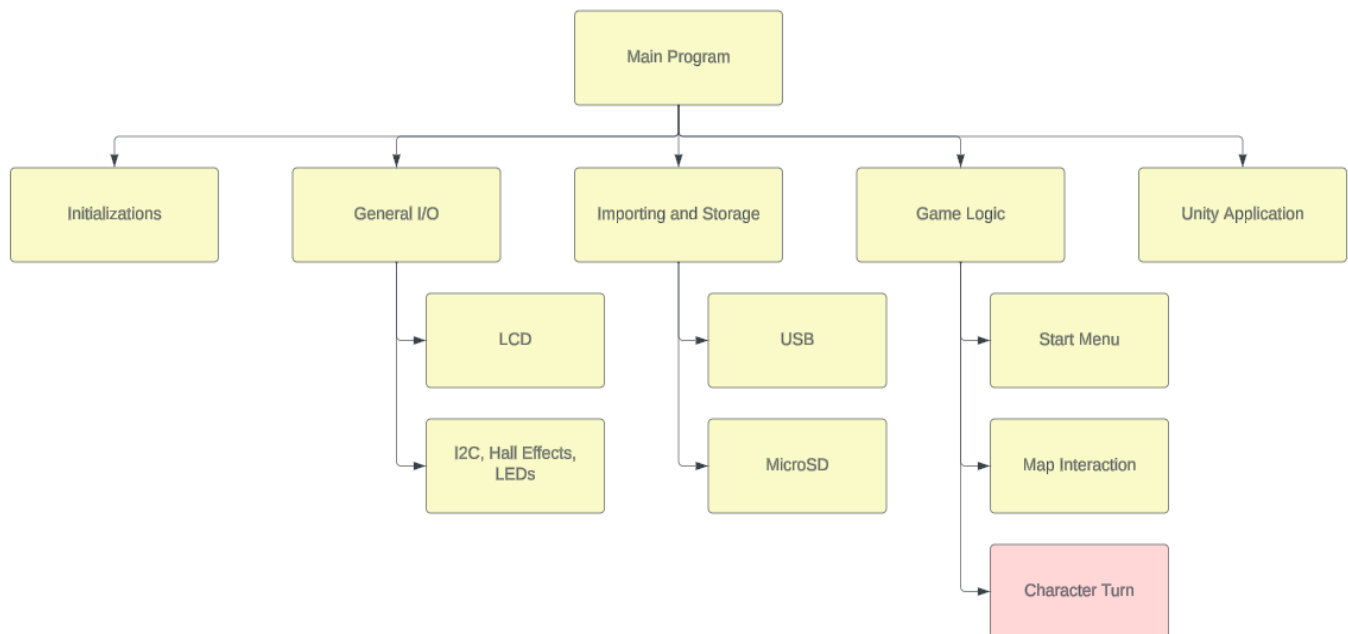 Main Program
Initializations
General I/O
Importing and Storage
Game Logic
Unity Application
LCD
USB
Start Menu
I2C, Hall Effects,
LEDs
MicroSD
Map Interaction
Character Turn